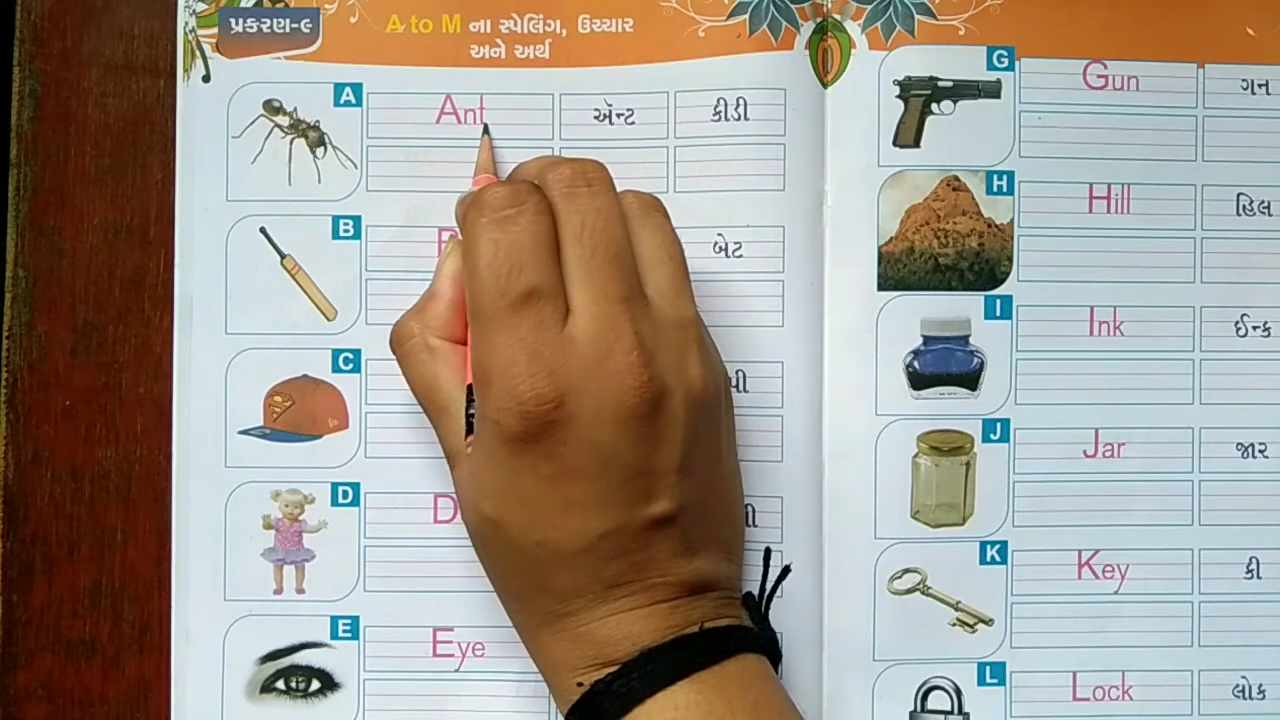 પ્રકરણ-૯
A to M ના સ્પેલિંગ, ઉચ્ચાર
અને અર્થ
A
Ant ઍન્ટ કીડી
B
બેટ
C
D
E
Eye
G
Gun ગન
H
Hill હિલ
I
Ink ઈન્ક
J
Jar જાર
K
Key કી
L
Lock લોક